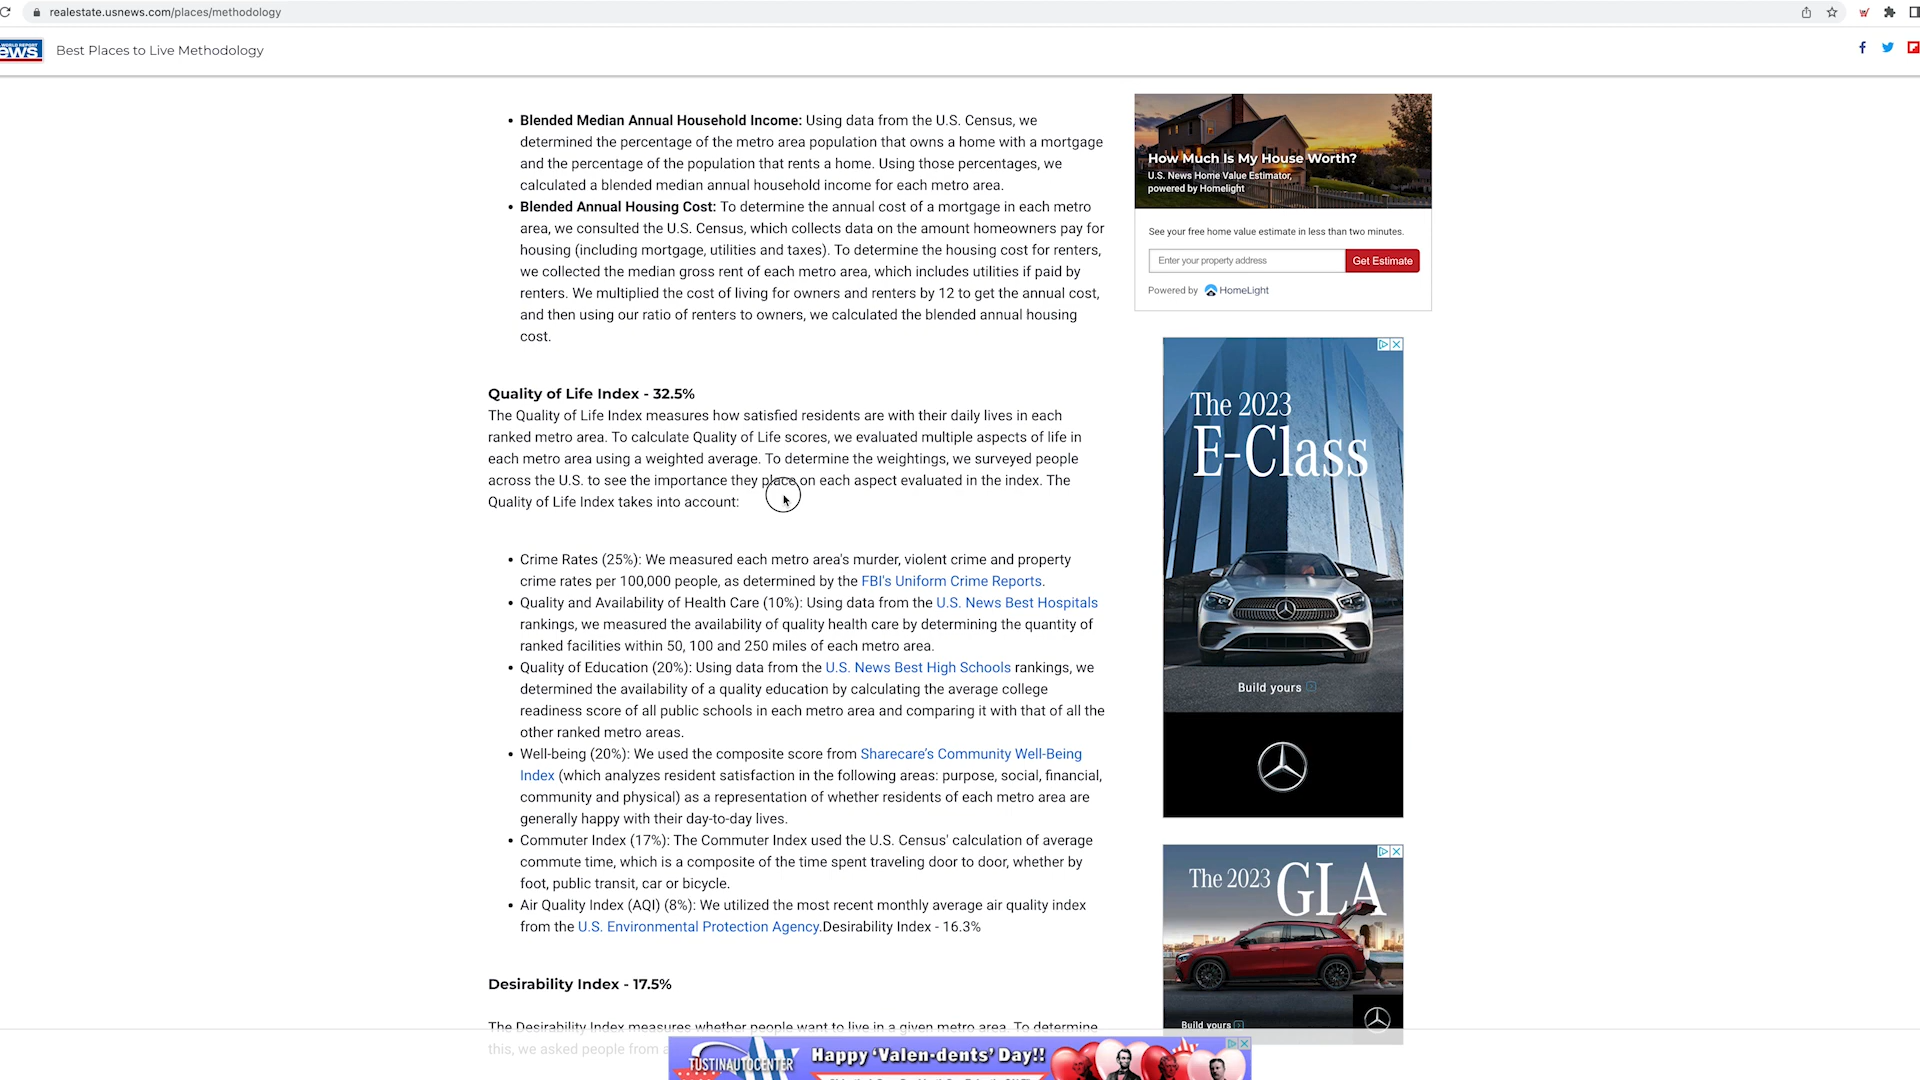 realestate.usnews.com/places/methodology
WORLD REPORT
ews
Best Places to Live Methodology
• Blended Median Annual Household Income: Using data from the U.S. Census, we
determined the percentage of the metro area population that owns a home with a mortgage
and the percentage of the population that rents a home. Using those percentages, we
calculated a blended median annual household income for each metro area.
• Blended Annual Housing Cost: To determine the annual cost of a mortgage in each metro
area, we consulted the U.S. Census, which collects data on the amount homeowners pay for
housing (including mortgage, utilities and taxes). To determine the housing cost for renters,
we collected the median gross rent of each metro area, which includes utilities if paid by
renters. We multiplied the cost of living for owners and renters by 12 to get the annual cost,
and then using our ratio of renters to owners, we calculated the blended annual housing
cost.
Quality of Life Index - 32.5%
The Quality of Life Index measures how satisfied residents are with their daily lives in each
ranked metro area. To calculate Quality of Life scores, we evaluated multiple aspects of life in
each metro area using a weighted average. To determine the weightings, we surveyed people
across the U.S. to see the importance they place on each aspect evaluated in the index. The
Quality of Life Index takes into account:
• Crime Rates (25%): We measured each metro area's murder, violent crime and property
crime rates per 100,000 people, as determined by the FBI's Uniform Crime Reports.
• Quality and Availability of Health Care (10%): Using data from the U.S. News Best Hospitals
rankings, we measured the availability of quality health care by determining the quantity of
ranked facilities within 50, 100 and 250 miles of each metro area.
• Quality of Education (20%): Using data from the U.S. News Best High Schools rankings, we
determined the availability of a quality education by calculating the average college
readiness score of all public schools in each metro area and comparing it with that of all the
other ranked metro areas.
• Well-being (20%): We used the composite score from Sharecare's Community Well-Being
Index (which analyzes resident satisfaction in the following areas: purpose, social, financial,
community and physical) as a representation of whether residents of each metro area are
generally happy with their day-to-day lives.
• Commuter Index (17%): The Commuter Index used the U.S. Census' calculation of average
commute time, which is a composite of the time spent traveling door to door, whether by
foot, public transit, car or bicycle.
• Air Quality Index (AQI) (8%): We utilized the most recent monthly average air quality index
from the U.S. Environmental Protection Agency.Desirability Index - 16.3%
Desirability Index - 17.5%
The Desirability Index measures whether people want to live in a given metro area. To determine
this, we asked people from a
How Much Is My House Worth?
U.S. News Home Value Estimator,
powered by Homelight
See your free home value estimate in less than two minutes.
Enter your property address
Get Estimate
Powered by HomeLight
The 2023
E-Class
Build yours
The 2023 GLA
Build yours
TUSTINAUTOCENTER
Happy 'Valen-dents' Day!!